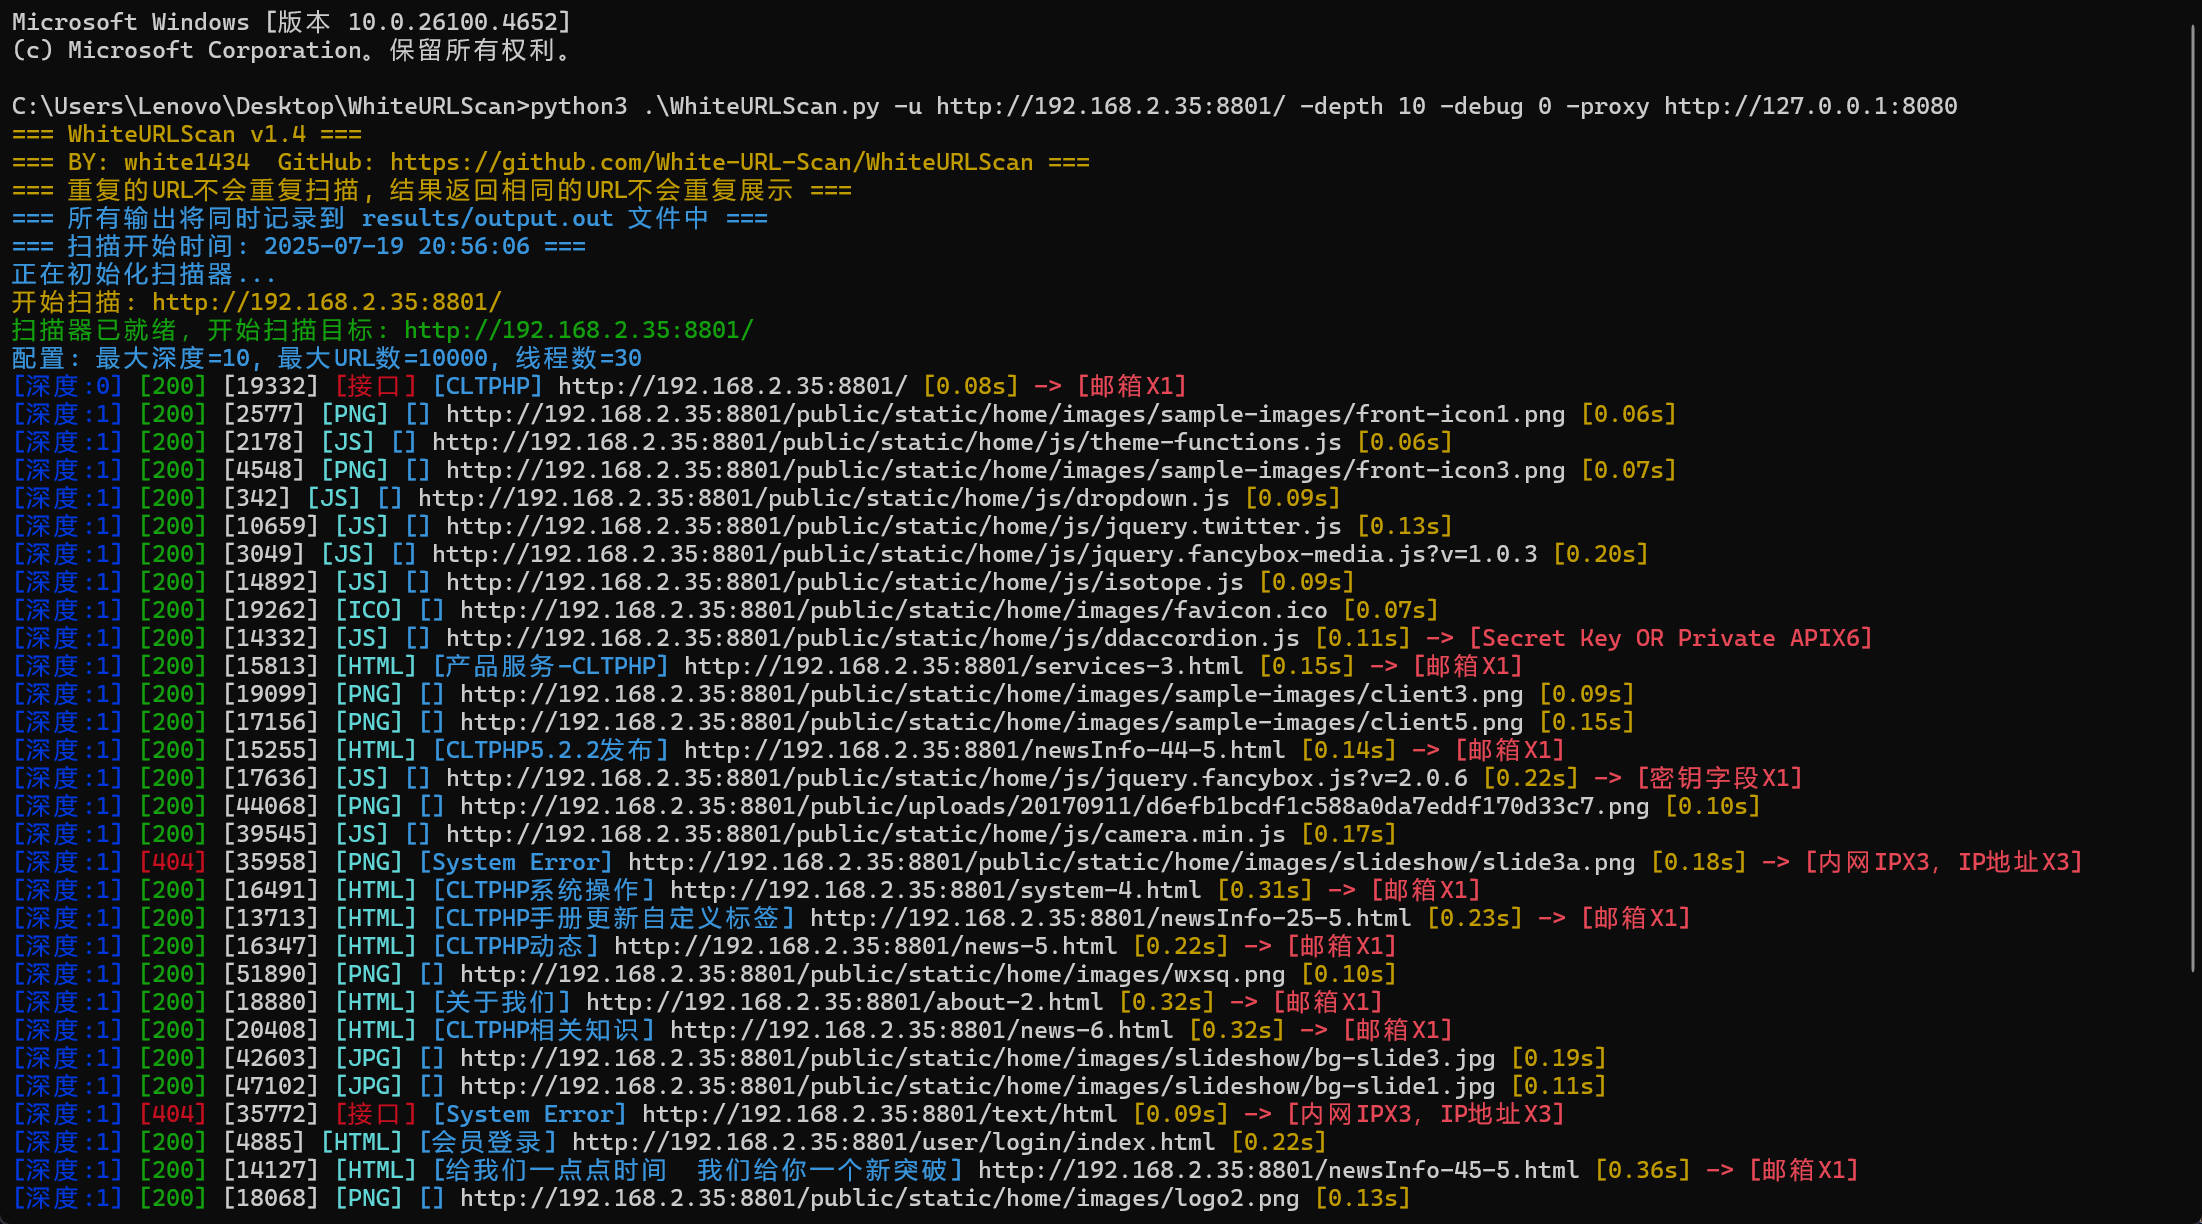 Microsoft Windows [版本 10.0.26100.4652]
(c) Microsoft Corporation。保留所有权利。
C:\Users\Lenovo\Desktop\WhiteURLScan>python3 .\WhiteURLScan.py -u http://192.168.2.35:8801/ -depth 10 -debug 0 -proxy http://127.0.0.1:8080
=== WhiteURLScan v1.4 ===
=== BY: white1434  GitHub: https://github.com/White-URL-Scan/WhiteURLScan ===
=== 重复的URL不会重复扫描，结果返回相同的URL不会重复展示 ===
=== 所有输出将同时记录到 results/output.out 文件中 ===
=== 扫描开始时间: 2025-07-19 20:56:06 ===
正在初始化扫描器...
开始扫描: http://192.168.2.35:8801/
扫描器已就绪，开始扫描目标: http://192.168.2.35:8801/
配置: 最大深度=10, 最大URL数=10000, 线程数=30
[深度:0] [200] [19332] [接口] [CLTPHP] http://192.168.2.35:8801/ [0.08s] -> [邮箱X1]
[深度:1] [200] [2577] [PNG] [] http://192.168.2.35:8801/public/static/home/images/sample-images/front-icon1.png [0.06s]
[深度:1] [200] [2178] [JS] [] http://192.168.2.35:8801/public/static/home/js/theme-functions.js [0.06s]
[深度:1] [200] [4548] [PNG] [] http://192.168.2.35:8801/public/static/home/images/sample-images/front-icon3.png [0.07s]
[深度:1] [200] [342] [JS] [] http://192.168.2.35:8801/public/static/home/js/dropdown.js [0.09s]
[深度:1] [200] [10659] [JS] [] http://192.168.2.35:8801/public/static/home/js/jquery.twitter.js [0.13s]
[深度:1] [200] [3049] [JS] [] http://192.168.2.35:8801/public/static/home/js/jquery.fancybox-media.js?v=1.0.3 [0.20s]
[深度:1] [200] [14892] [JS] [] http://192.168.2.35:8801/public/static/home/js/isotope.js [0.09s]
[深度:1] [200] [19262] [ICO] [] http://192.168.2.35:8801/public/static/home/images/favicon.ico [0.07s]
[深度:1] [200] [14332] [JS] [] http://192.168.2.35:8801/public/static/home/js/ddaccordion.js [0.11s] -> [Secret Key OR Private APIX6]
[深度:1] [200] [15813] [HTML] [产品服务-CLTPHP] http://192.168.2.35:8801/services-3.html [0.15s] -> [邮箱X1]
[深度:1] [200] [19099] [PNG] [] http://192.168.2.35:8801/public/static/home/images/sample-images/client3.png [0.09s]
[深度:1] [200] [17156] [PNG] [] http://192.168.2.35:8801/public/static/home/images/sample-images/client5.png [0.15s]
[深度:1] [200] [15255] [HTML] [CLTPHP5.2.2发布] http://192.168.2.35:8801/newsInfo-44-5.html [0.14s] -> [邮箱X1]
[深度:1] [200] [17636] [JS] [] http://192.168.2.35:8801/public/static/home/js/jquery.fancybox.js?v=2.0.6 [0.22s] -> [密钥字段X1]
[深度:1] [200] [44068] [PNG] [] http://192.168.2.35:8801/public/uploads/20170911/d6efb1bcdf1c588a0da7eddf170d33c7.png [0.10s]
[深度:1] [200] [39545] [JS] [] http://192.168.2.35:8801/public/static/home/js/camera.min.js [0.17s]
[深度:1] [404] [35958] [PNG] [System Error] http://192.168.2.35:8801/public/static/home/images/slideshow/slide3a.png [0.18s] -> [内网IPX3, IP地址X3]
[深度:1] [200] [16491] [HTML] [CLTPHP系统操作] http://192.168.2.35:8801/system-4.html [0.31s] -> [邮箱X1]
[深度:1] [200] [13713] [HTML] [CLTPHP手册更新自定义标签] http://192.168.2.35:8801/newsInfo-25-5.html [0.23s] -> [邮箱X1]
[深度:1] [200] [16347] [HTML] [CLTPHP动态] http://192.168.2.35:8801/news-5.html [0.22s] -> [邮箱X1]
[深度:1] [200] [51890] [PNG] [] http://192.168.2.35:8801/public/static/home/images/wxsq.png [0.10s]
[深度:1] [200] [18880] [HTML] [关于我们] http://192.168.2.35:8801/about-2.html [0.32s] -> [邮箱X1]
[深度:1] [200] [20408] [HTML] [CLTPHP相关知识] http://192.168.2.35:8801/news-6.html [0.32s] -> [邮箱X1]
[深度:1] [200] [42603] [JPG] [] http://192.168.2.35:8801/public/static/home/images/slideshow/bg-slide3.jpg [0.19s]
[深度:1] [200] [47102] [JPG] [] http://192.168.2.35:8801/public/static/home/images/slideshow/bg-slide1.jpg [0.11s]
[深度:1] [404] [35772] [接口] [System Error] http://192.168.2.35:8801/text/html [0.09s] -> [内网IPX3, IP地址X3]
[深度:1] [200] [4885] [HTML] [会员登录] http://192.168.2.35:8801/user/login/index.html [0.22s]
[深度:1] [200] [14127] [HTML] [给我们一点点时间  我们给你一个新突破] http://192.168.2.35:8801/newsInfo-45-5.html [0.36s] -> [邮箱X1]
[深度:1] [200] [18068] [PNG] [] http://192.168.2.35:8801/public/static/home/images/logo2.png [0.13s]